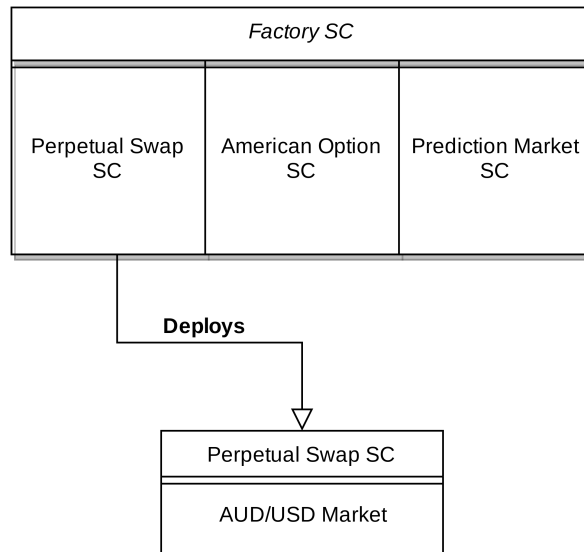 Factory SC
Perpetual Swap
SC
American Option
SC
Prediction Market
SC
Deploys
Perpetual Swap SC
AUD/USD Market